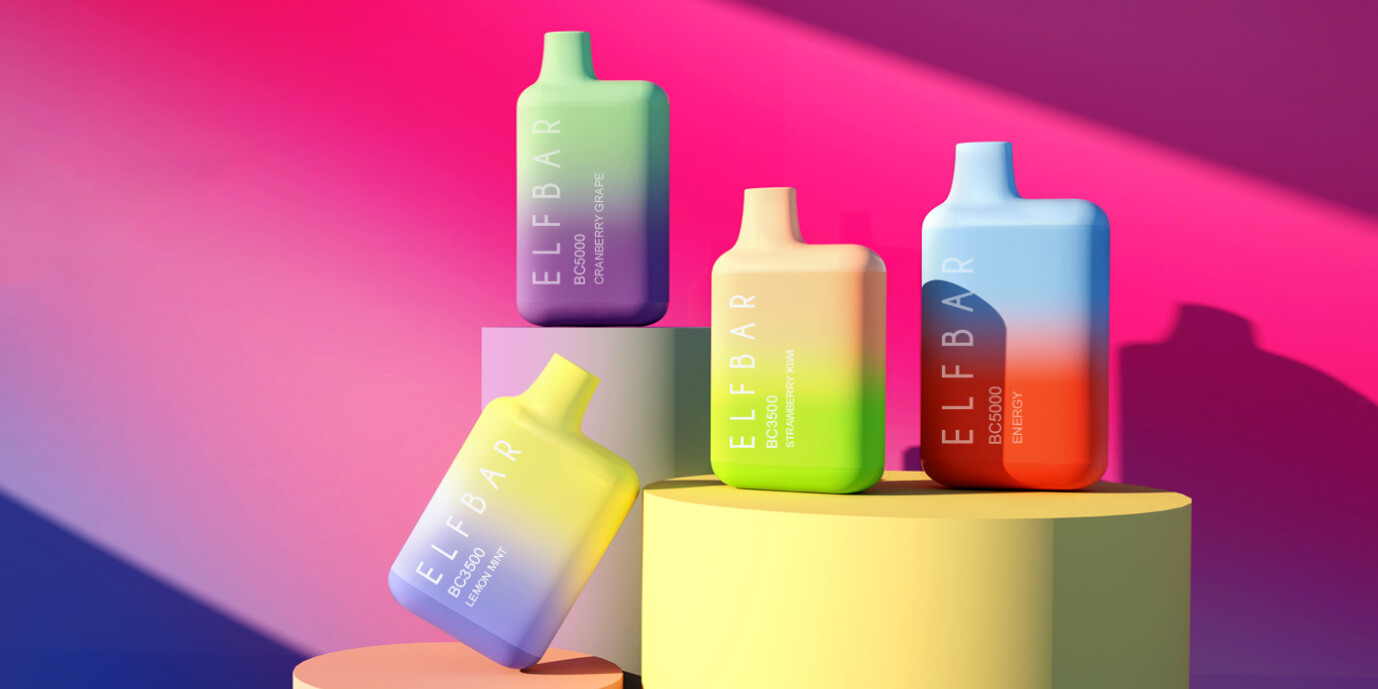 ELFBAR
BC5000
CRANBERRY GRAPE
ELFBAR
BC3500
LEMON MINT
ELFBAR
BC3500
STRAWBERRY KIWI
ELFBAR
BC5000
ENERGY